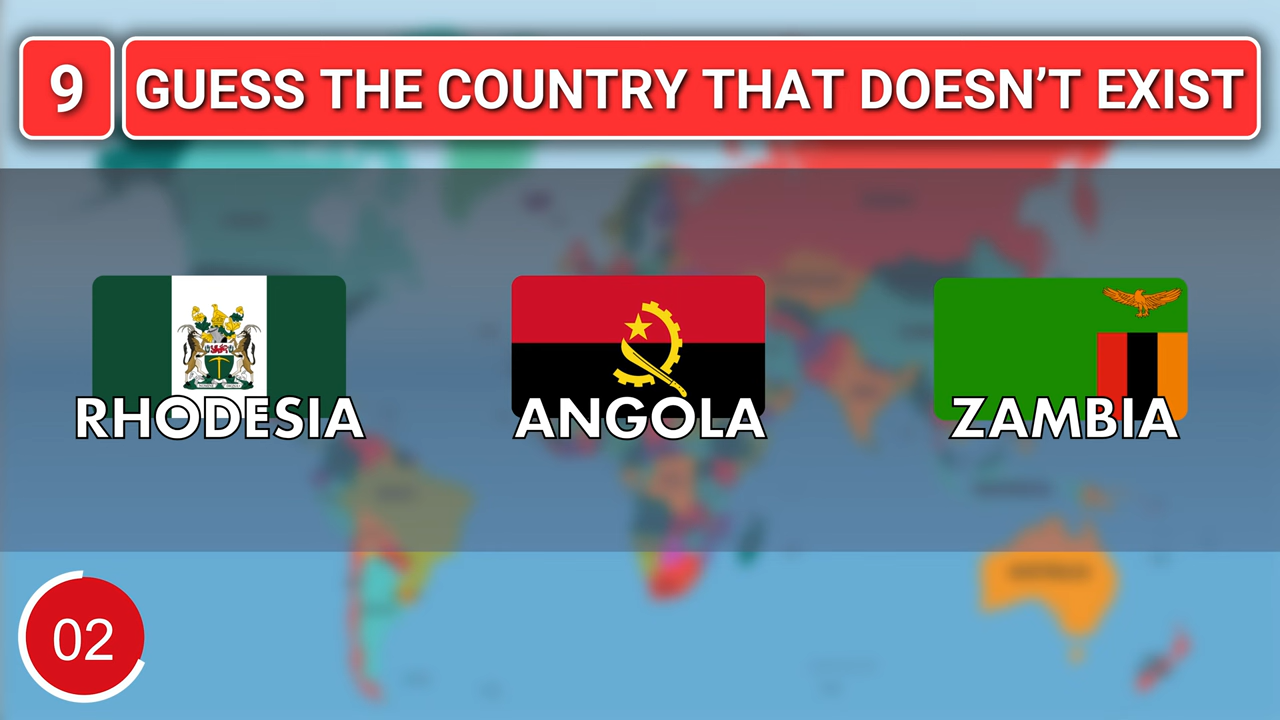 9
GUESS THE COUNTRY THAT DOESN’T EXIST
RHODESIA
ANGOLA
ZAMBIA
02